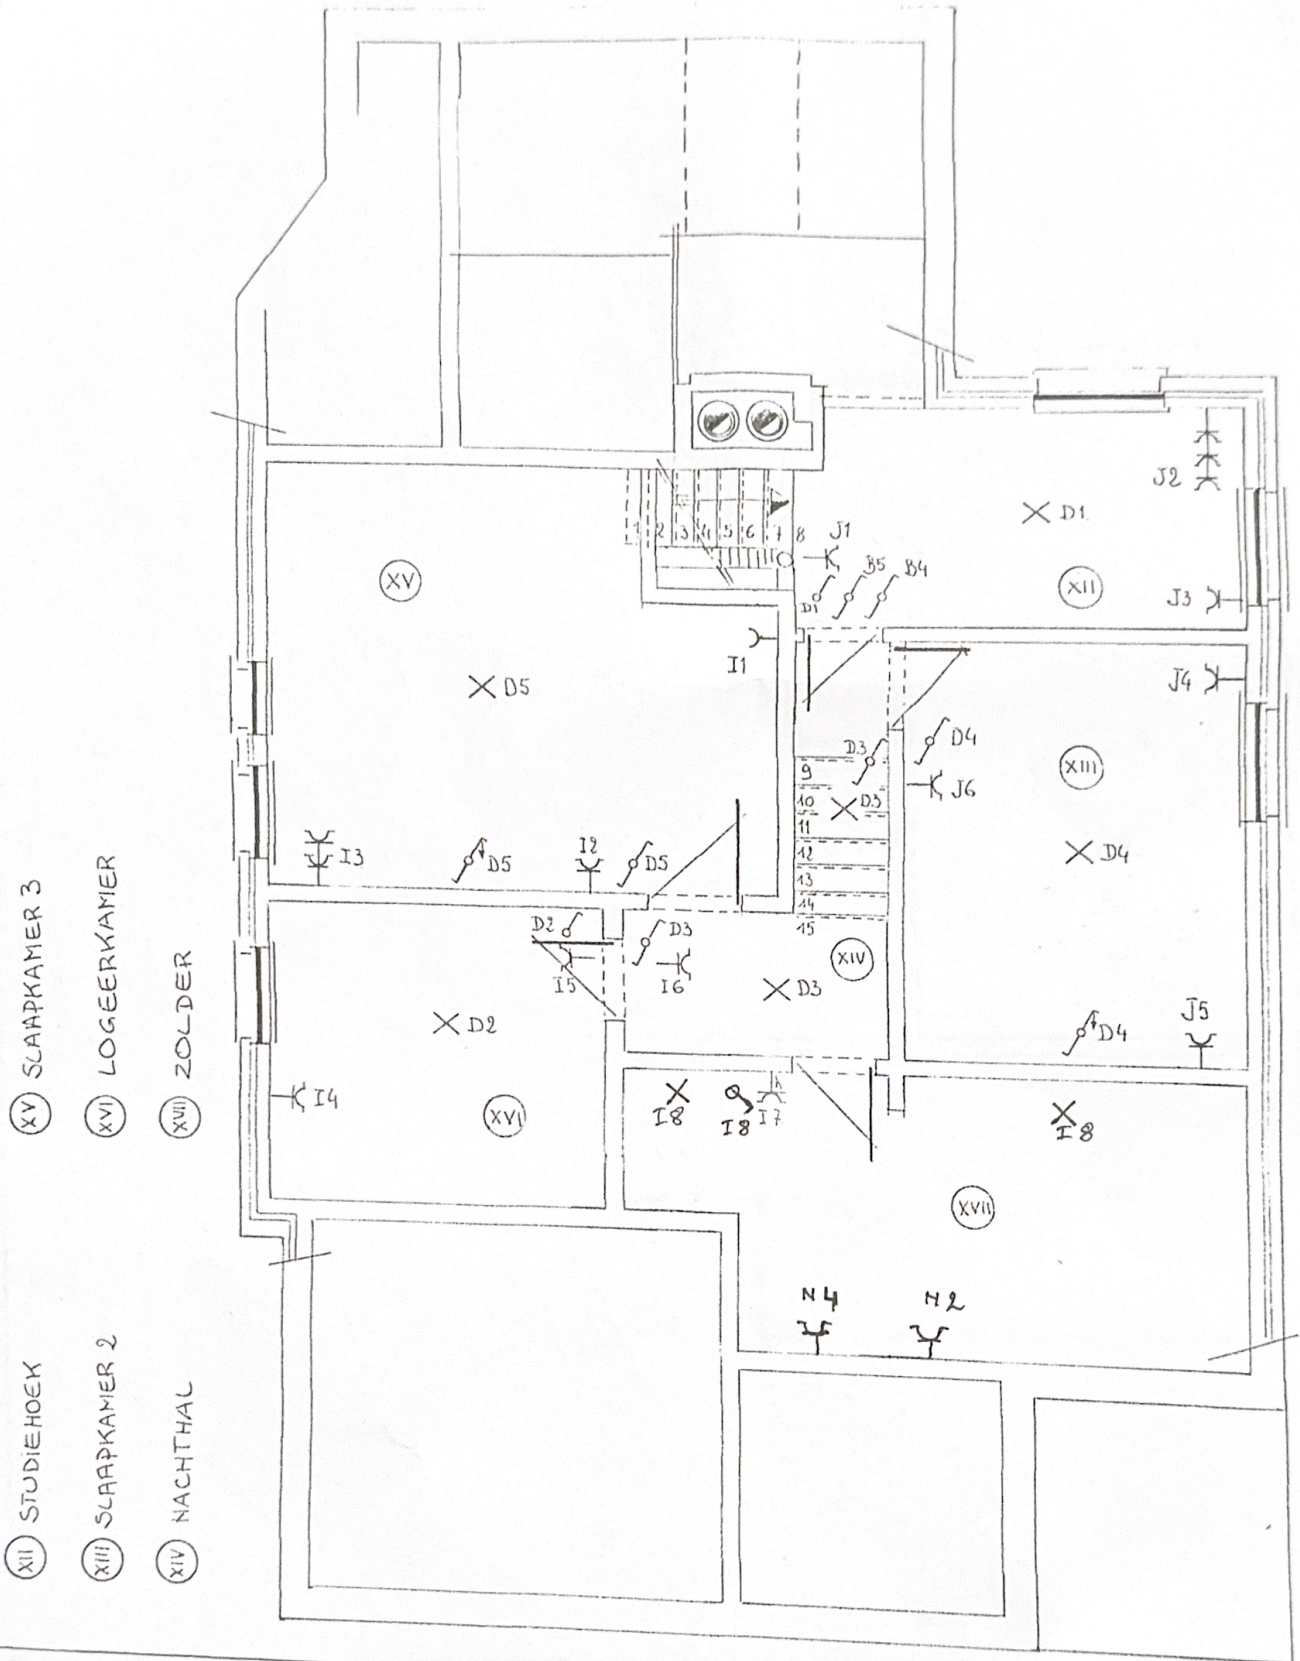 XV SLAAPKAMER 3
XVI LOGEERKAMER
XVII ZOLDER
XII STUDIEHOEK
XIII SLAAPKAMER 2
XIV NACHTHAL
J2
D1
1 2 3 4 5 6 7 8
J1
B5
B4
D1
XII
J3
XV
I1
D5
J4
D4
D3
XIII
9
J6
10
D3
11
12
D4
13
14
15
I3
D5
I2
D5
D2
D3
XIV
I5
I6
D3
D2
J5
D4
I4
XVI
I8
I8
h
I7
I8
XVII
N4
N2